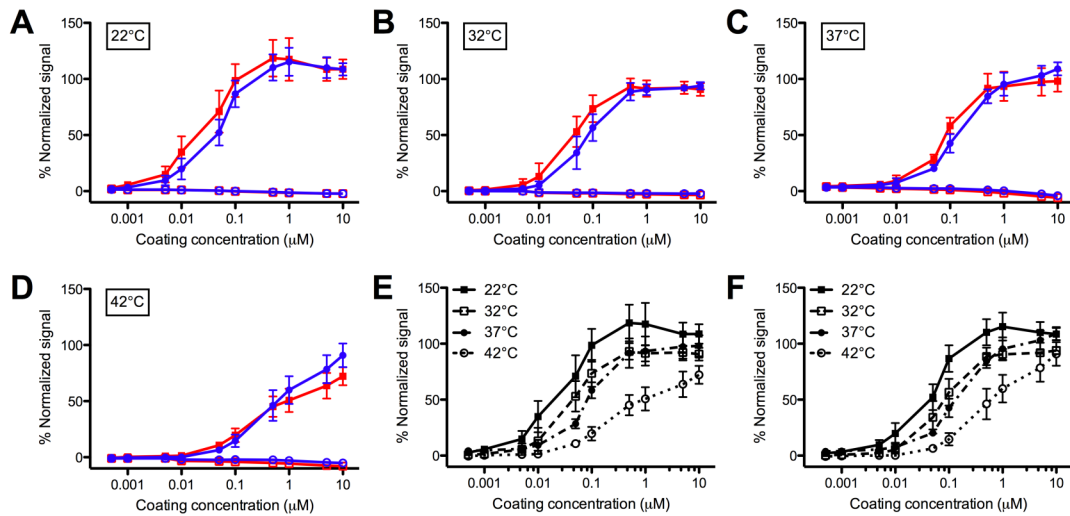 A
22°C
% Normalized signal
150
100
50
0
0.001 0.01 0.1 1 10
Coating concentration (µM)
B
32°C
% Normalized signal
150
100
50
0
0.001 0.01 0.1 1 10
Coating concentration (µM)
C
37°C
% Normalized signal
150
100
50
0
0.001 0.01 0.1 1 10
Coating concentration (µM)
D
42°C
% Normalized signal
150
100
50
0
0.001 0.01 0.1 1 10
Coating concentration (µM)
E
22°C
32°C
37°C
42°C
% Normalized signal
150
100
50
0
0.001 0.01 0.1 1 10
Coating concentration (µM)
F
22°C
32°C
37°C
42°C
% Normalized signal
150
100
50
0
0.001 0.01 0.1 1 10
Coating concentration (µM)